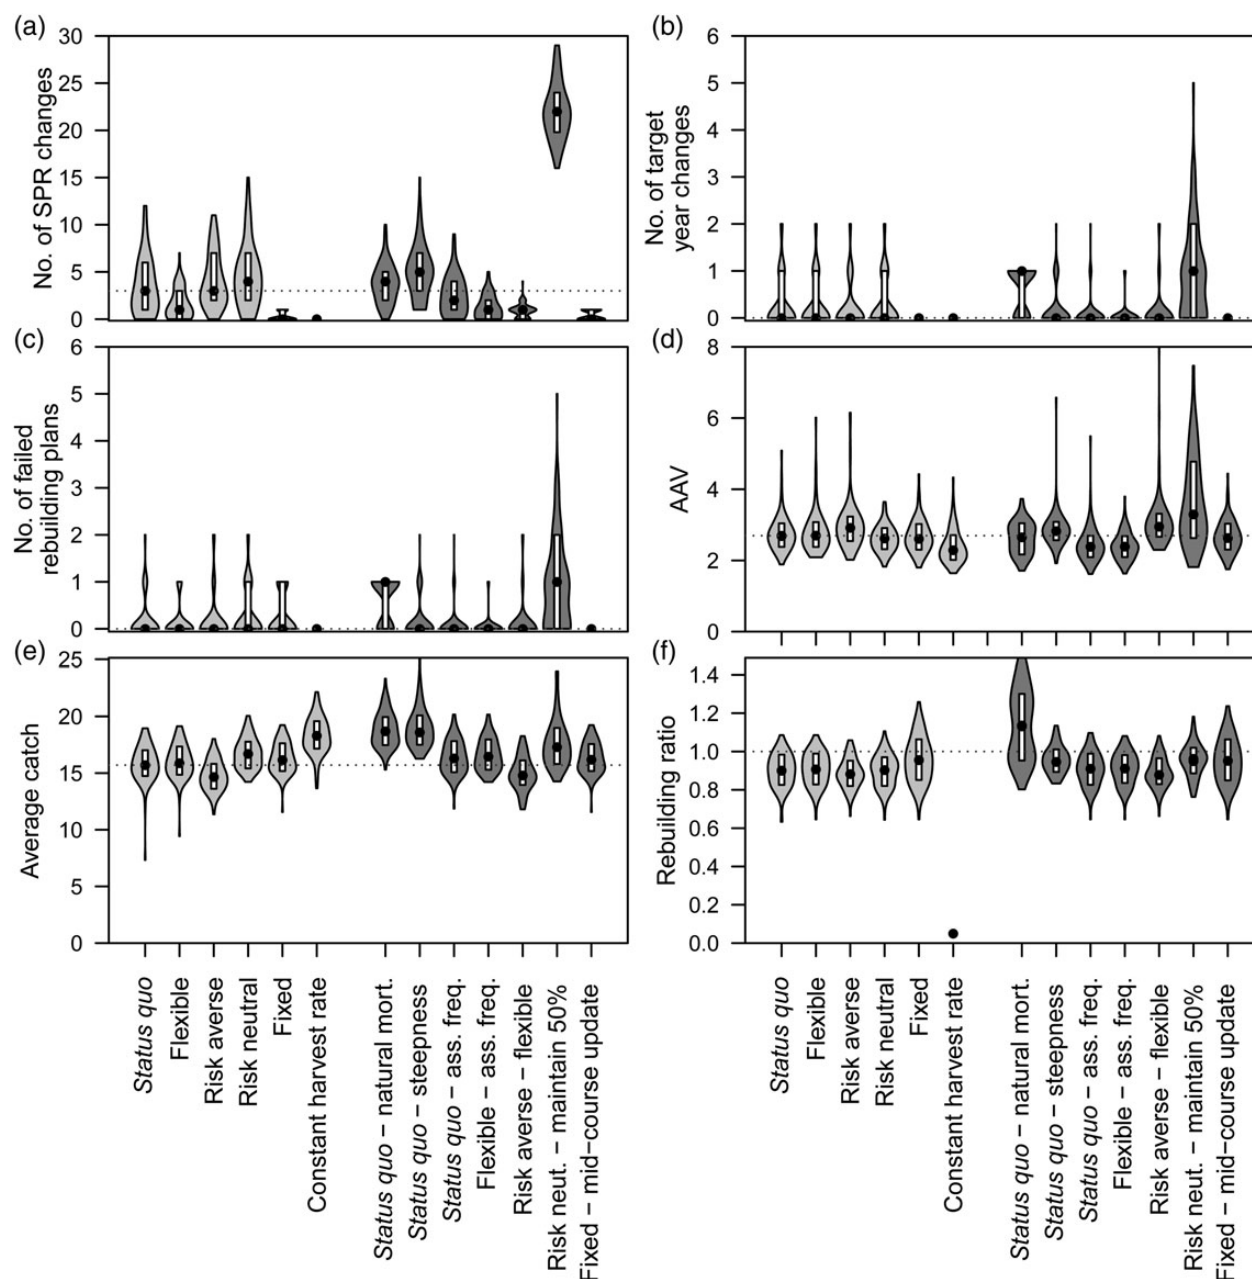 (a)
30
25
20
15
10
5
0
No. of SPR changes
(b)
6
5
4
3
2
1
0
No. of target
year changes
(c)
6
5
4
3
2
1
0
No. of failed
rebuilding plans
(d)
8
6
4
2
0
AAV
(e)
25
20
15
10
5
0
Average catch
(f)
1.4
1.2
1.0
0.8
0.6
0.4
0.2
0.0
Rebuilding ratio
Status quo
Flexible
Risk averse
Risk neutral
Fixed
Constant harvest rate
Status quo – natural mort.
Status quo – steepness
Status quo – ass. freq.
Flexible – ass. freq.
Risk averse – flexible
Risk neut. – maintain 50%
Fixed – mid–course update
Status quo
Flexible
Risk averse
Risk neutral
Fixed
Constant harvest rate
Status quo – natural mort.
Status quo – steepness
Status quo – ass. freq.
Flexible – ass. freq.
Risk averse – flexible
Risk neut. – maintain 50%
Fixed – mid–course update